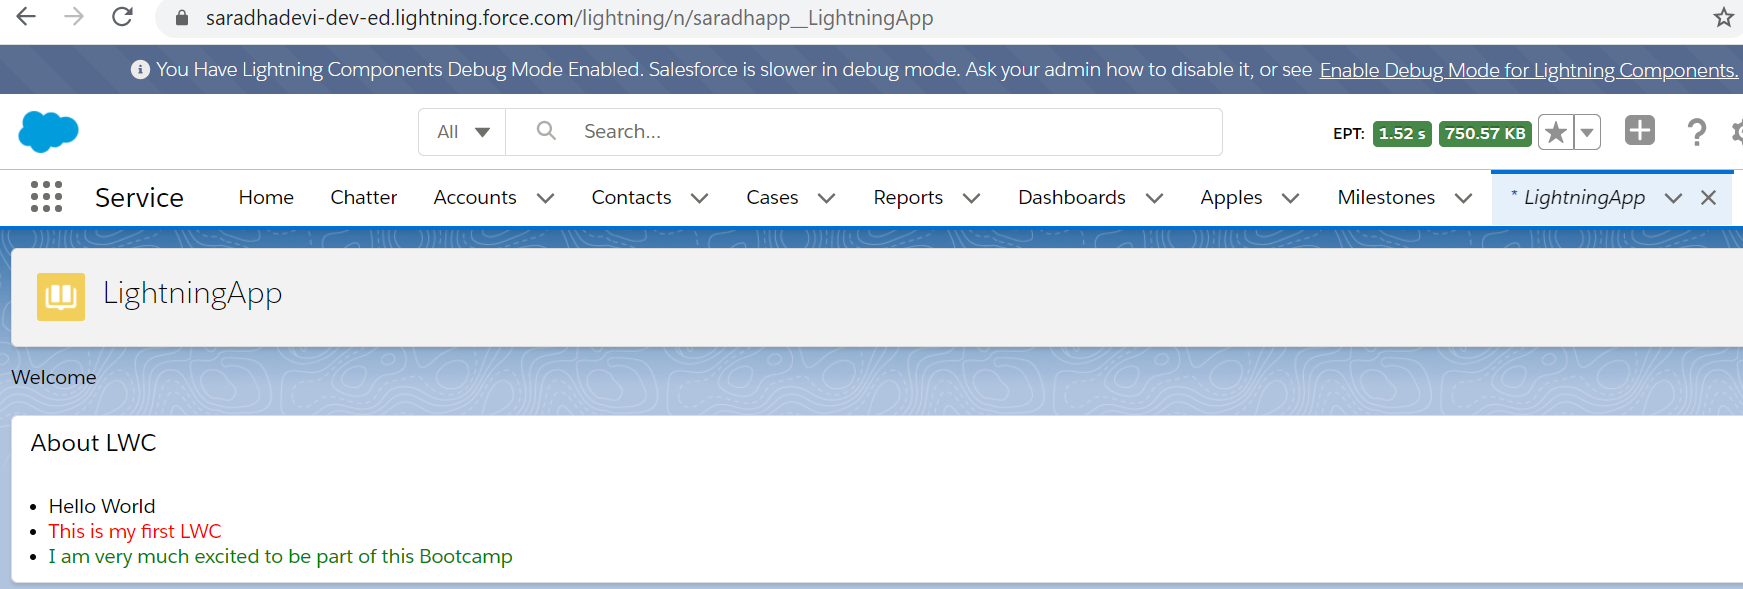 saradhadevi-dev-ed.lightning.force.com/lightning/n/saradhapp__LightningApp
You Have Lightning Components Debug Mode Enabled. Salesforce is slower in debug mode. Ask your admin how to disable it, or see Enable Debug Mode for Lightning Components.
All Search... EPT: 1.52 s 750.57 KB
Service Home Chatter Accounts Contacts Cases Reports Dashboards Apples Milestones * LightningApp
LightningApp
Welcome
About LWC
• Hello World
• This is my first LWC
• I am very much excited to be part of this Bootcamp